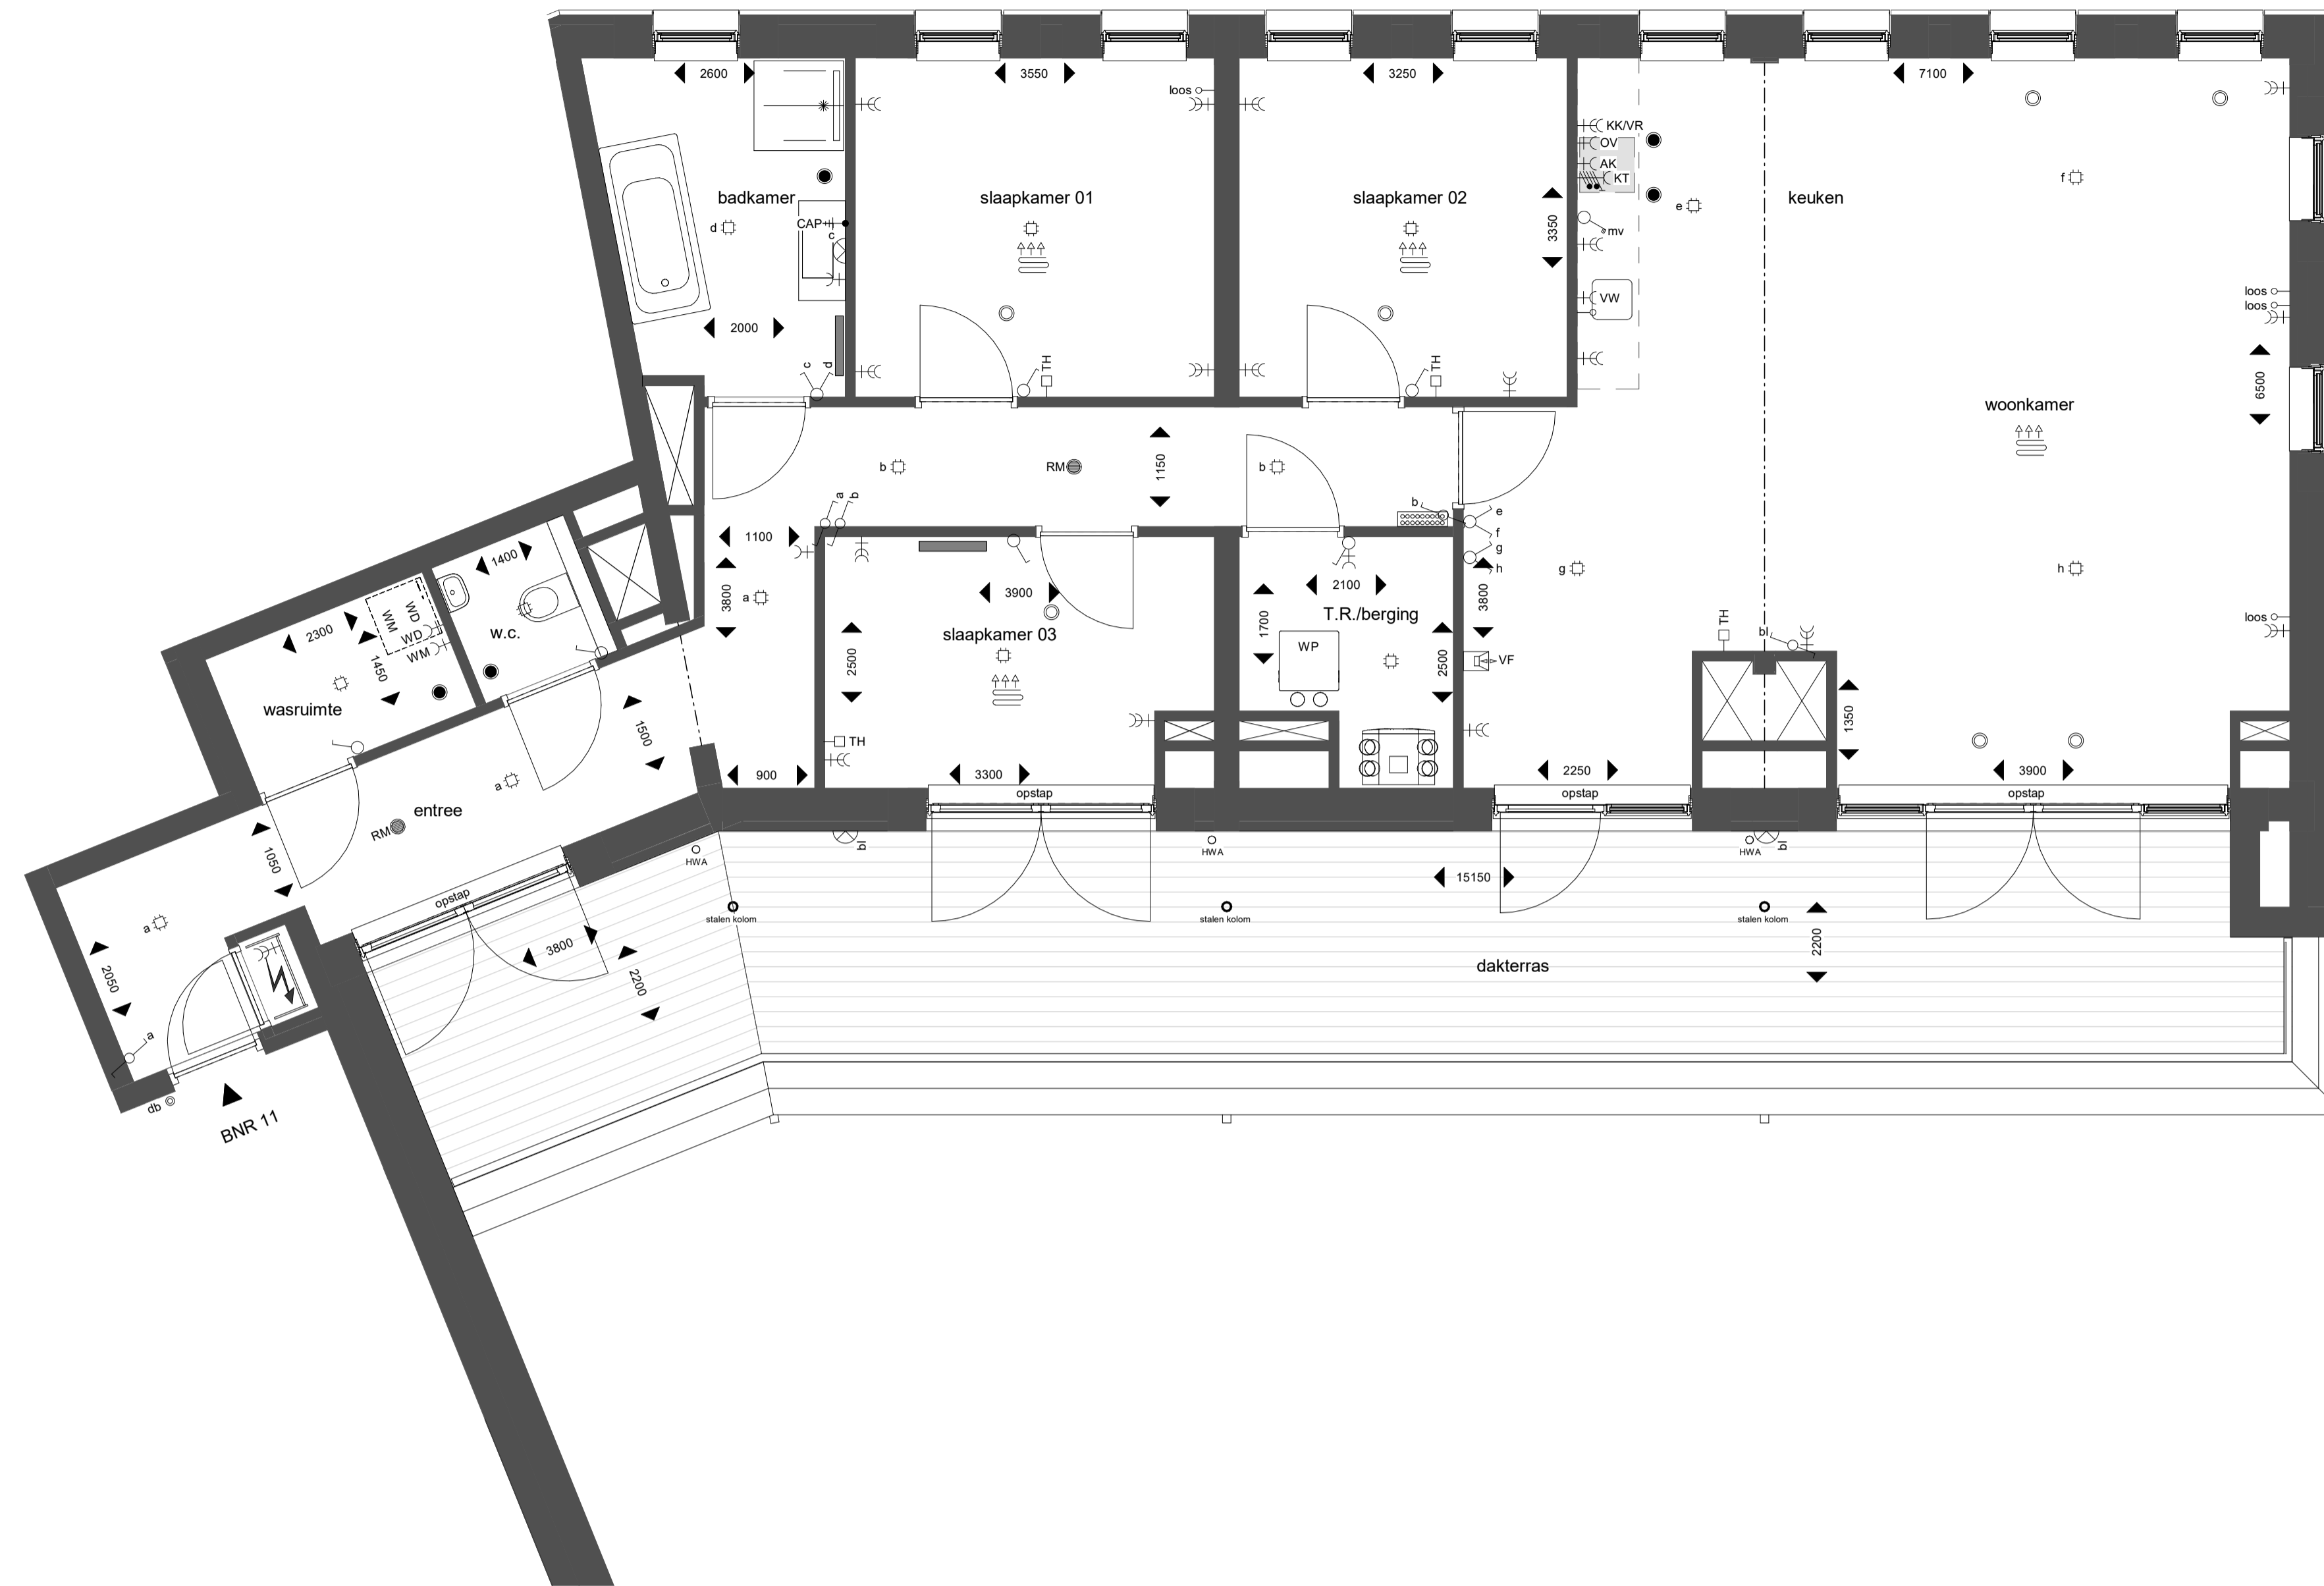 2600
3550
3250
7100
loos
KK/VR
OV
AK
KT
badkamer
slaapkamer 01
slaapkamer 02
keuken
f
e
d
CAP
c
3350
mv
VW
loos
loos
2000
c
d
TH
TH
6500
woonkamer
b
RM
1150
b
a
b
b
e
f
g
h
1100
1400
3800
a
3900
2100
3800
g
h
2300
WM
WD
WD
WM
1450
w.c.
slaapkamer 03
1700
T.R./berging
TH
bl
loos
2500
WP
2500
VF
wasruimte
1500
TH
1350
900
3300
2250
3900
a
opstap
opstap
opstap
entree
RM
1050
HWA
bl
HWA
HWA
bl
opstap
15150
stalen kolom
stalen kolom
stalen kolom
a
3800
2200
2200
2050
dakterras
a
db
BNR 11